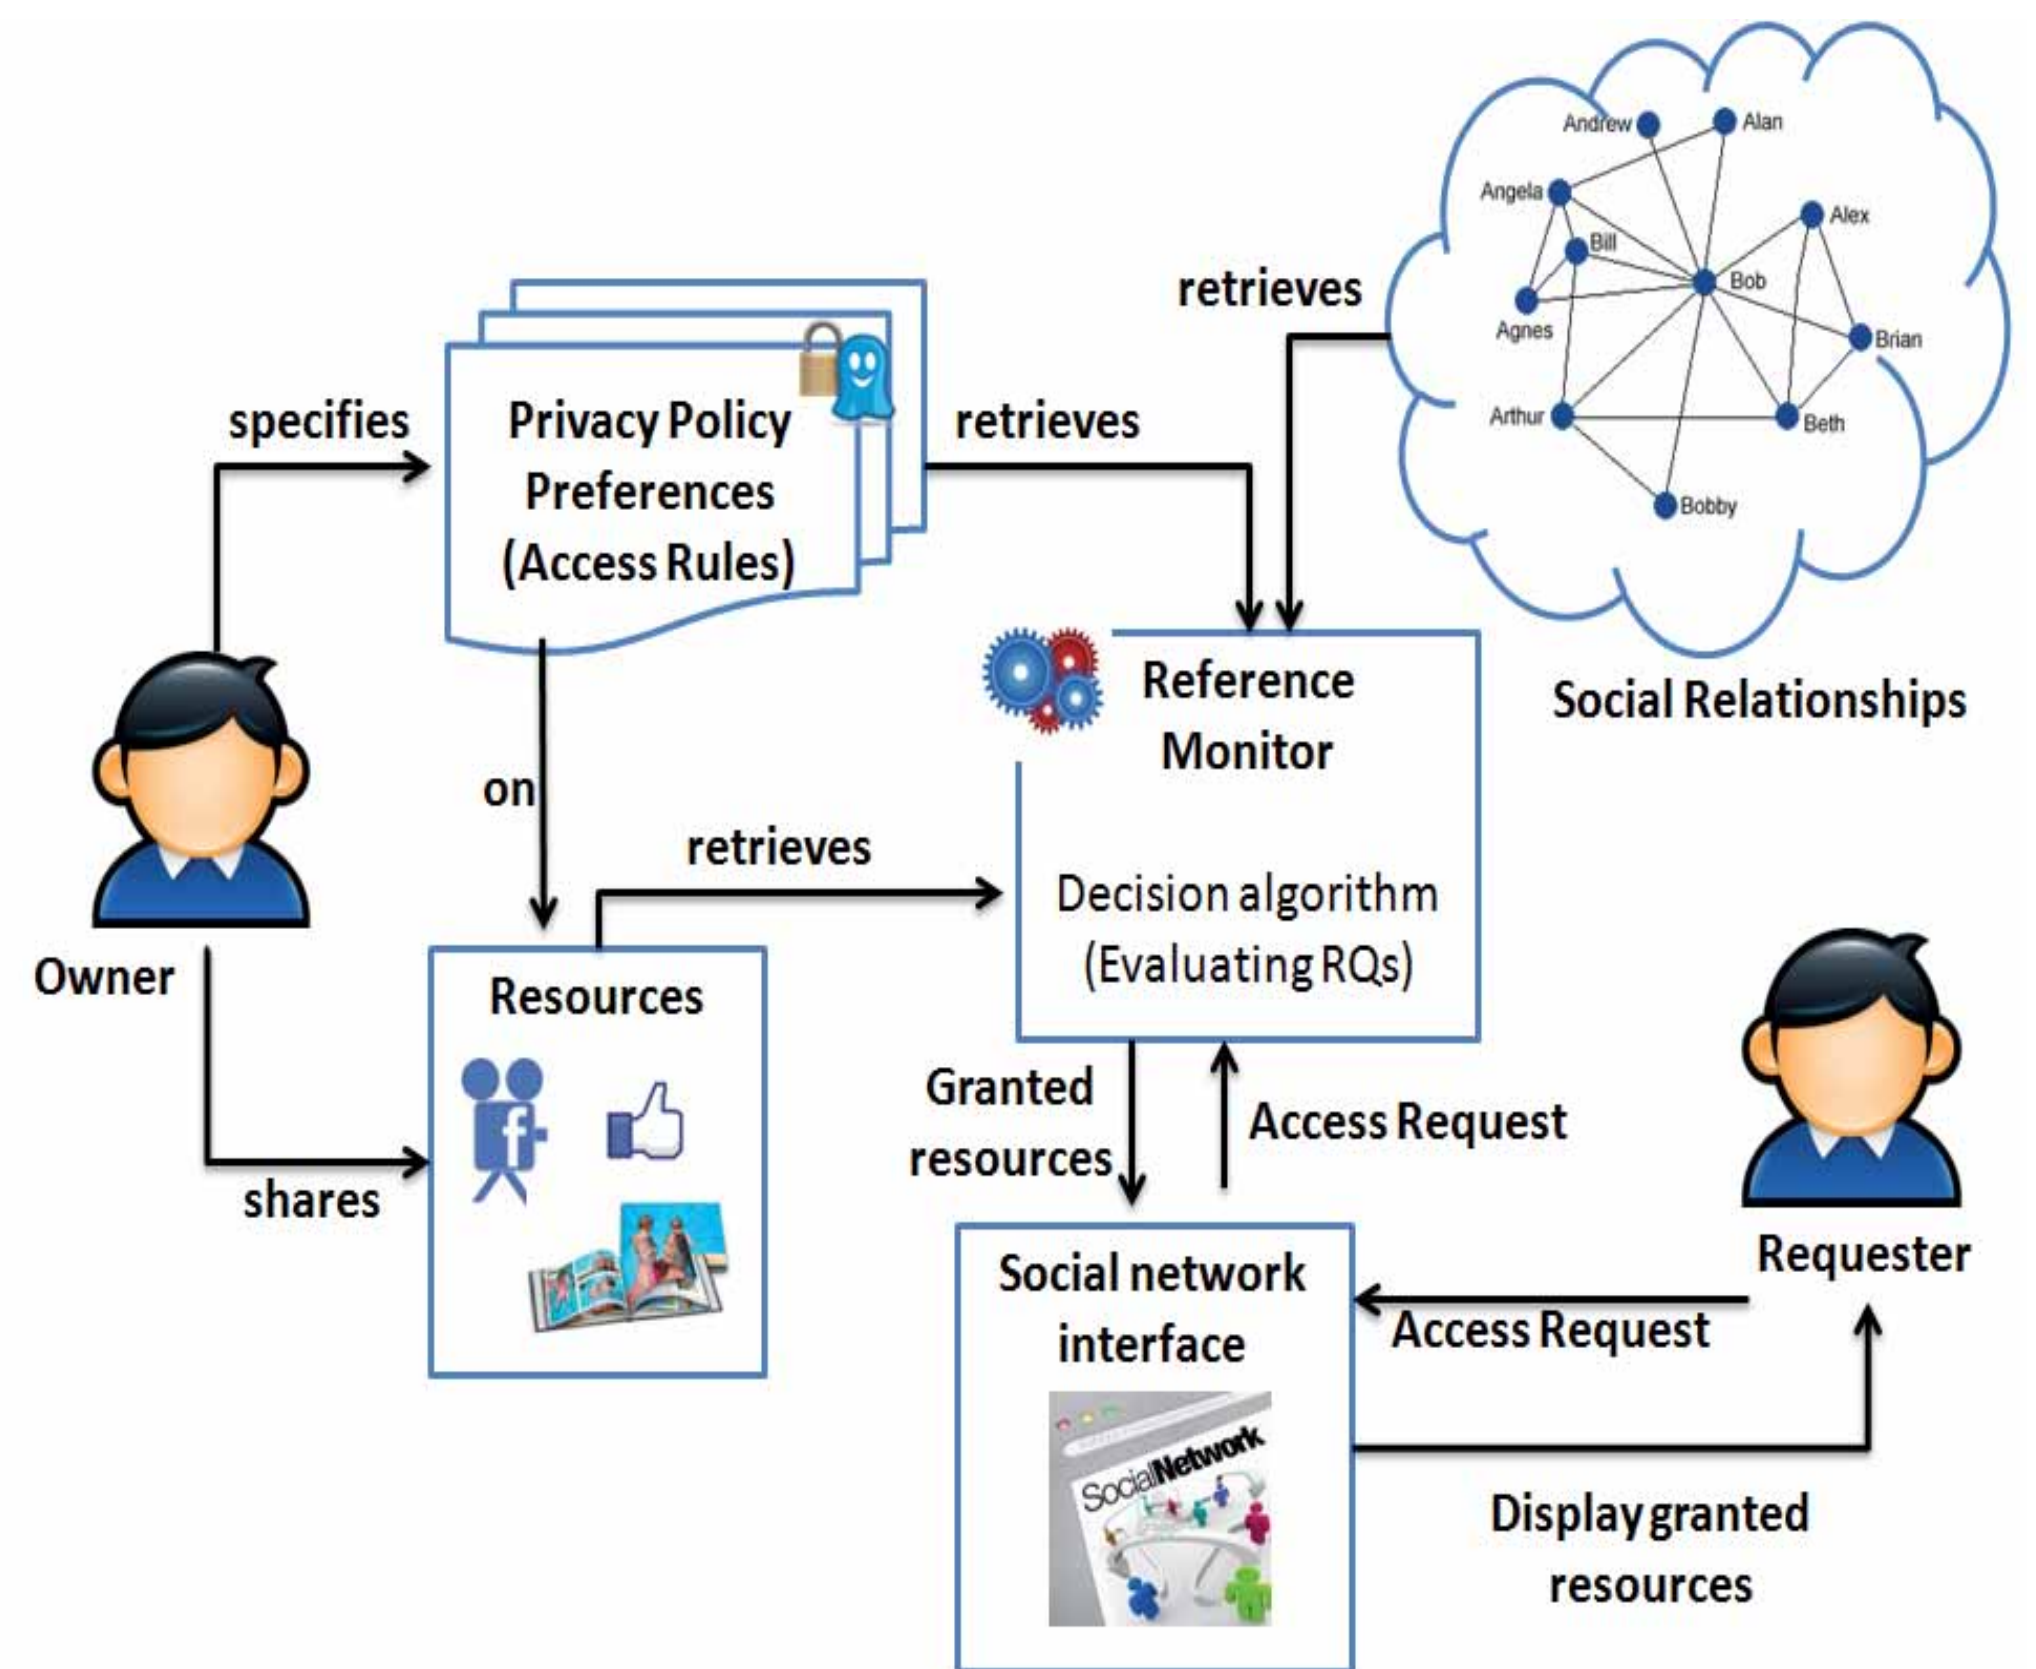 Andrew
Alan
Angela
Alex
Bill
Bob
Agnes
Brian
Arthur
Beth
Bobby
Social Relationships
retrieves
specifies
Privacy Policy
Preferences
(Access Rules)
retrieves
on
retrieves
Reference
Monitor
Decision algorithm
(Evaluating RQs)
Owner
shares
Resources
f
Granted
resources
Access Request
Social network
interface
SocialNetwork
Requester
Access Request
Display granted
resources